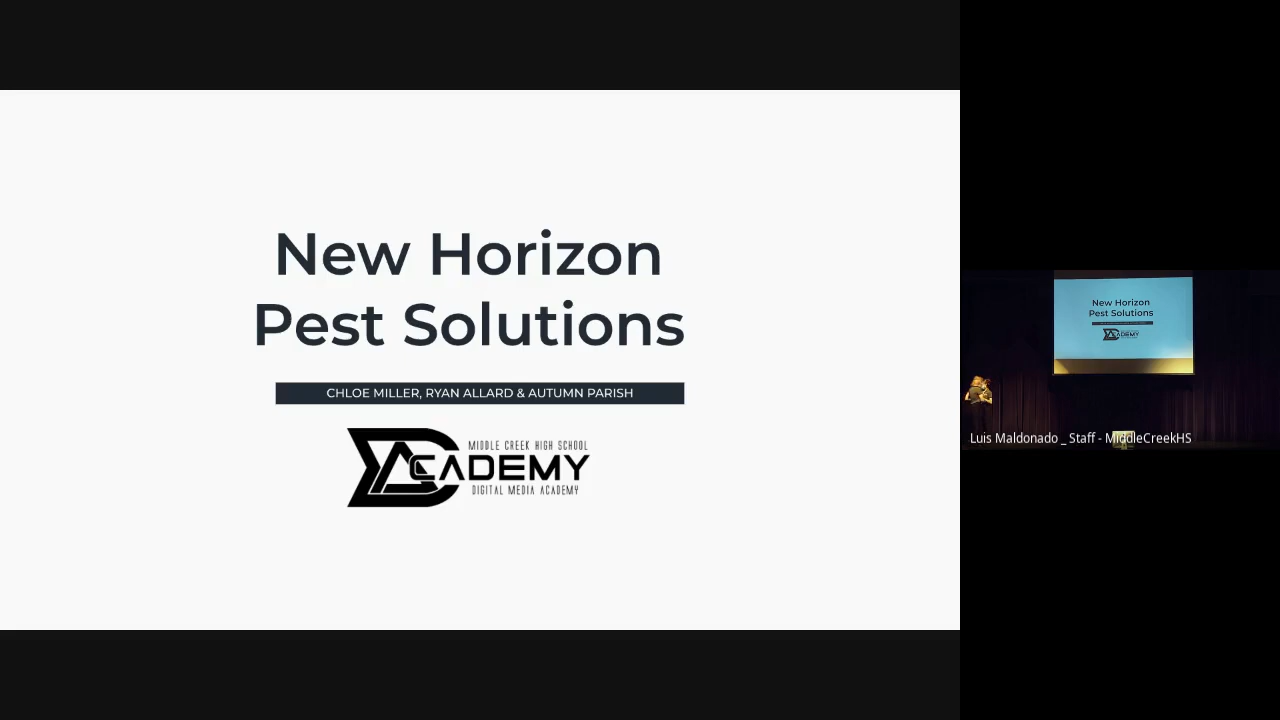 New Horizon
Pest Solutions
CHLOE MILLER, RYAN ALLARD & AUTUMN PARISH
MIDDLE CREEK HIGH SCHOOL
ACADEMY
DIGITAL MEDIA ACADEMY
New Horizon
Pest Solutions
ACADEMY
Luis Maldonado _ Staff - MiddleCreekHS